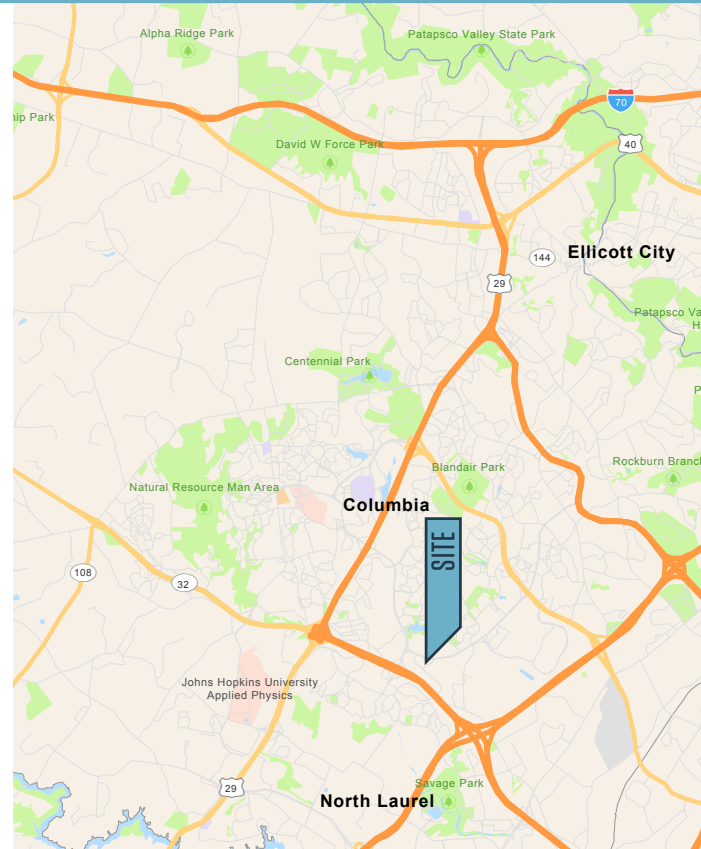 Alpha Ridge Park
Patapsco Valley State Park
70
hip Park
David W Force Park
40
144
Ellicott City
29
Patapsco Va
H
Centennial Park
P
Blandair Park
Rockburn Branch
Natural Resource Man Area
Columbia
SITE
108
32
Johns Hopkins University
Applied Physics
29
Savage Park
North Laurel